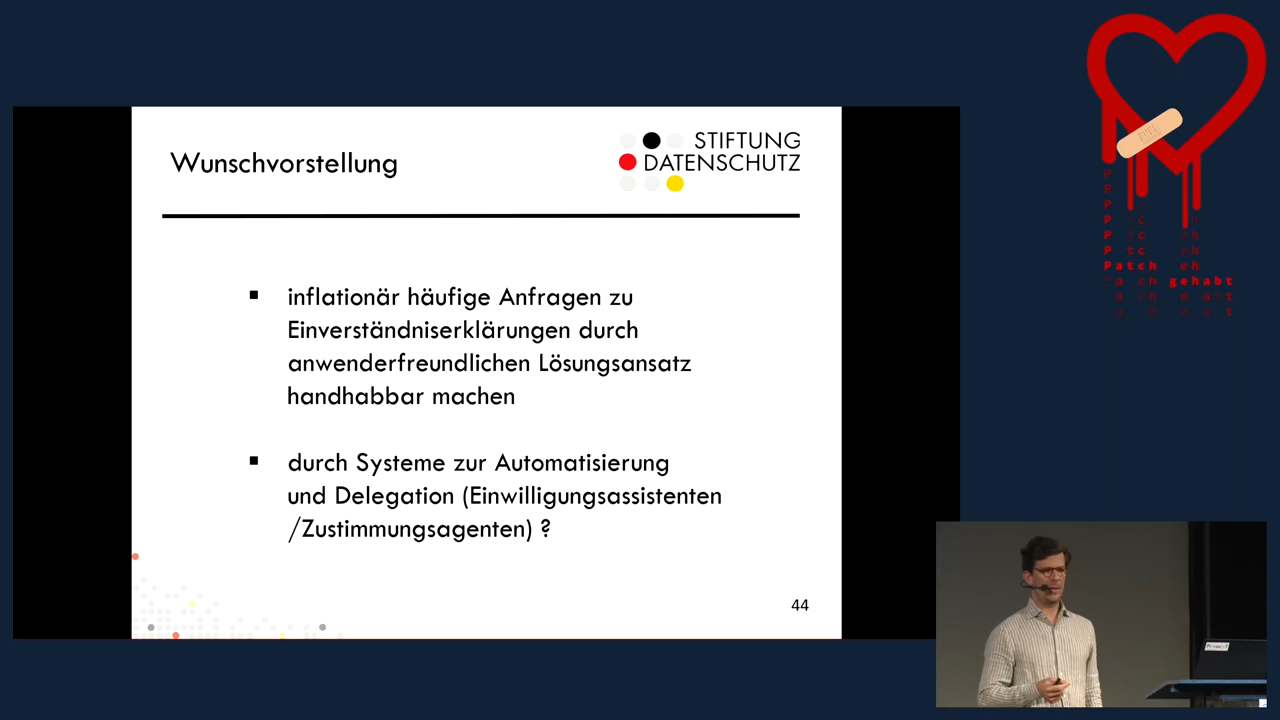 Wunschvorstellung
STIFTUNG
DATENSCHUTZ
▪ inflationär häufige Anfragen zu
Einverständniserklärungen durch
anwenderfreundlichen Lösungsansatz
handhabbar machen
▪ durch Systeme zur Automatisierung
und Delegation (Einwilligungsassistenten
/Zustimmungsagenten) ?
44
Patch eh
gehabt